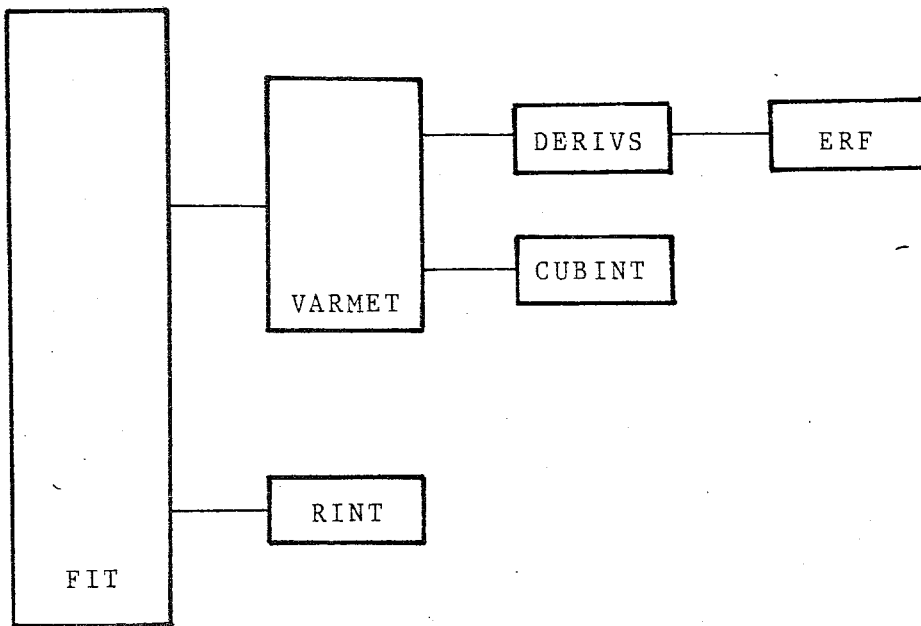 DERIVS
ERF
CUBINT
VARMET
RINT
FIT